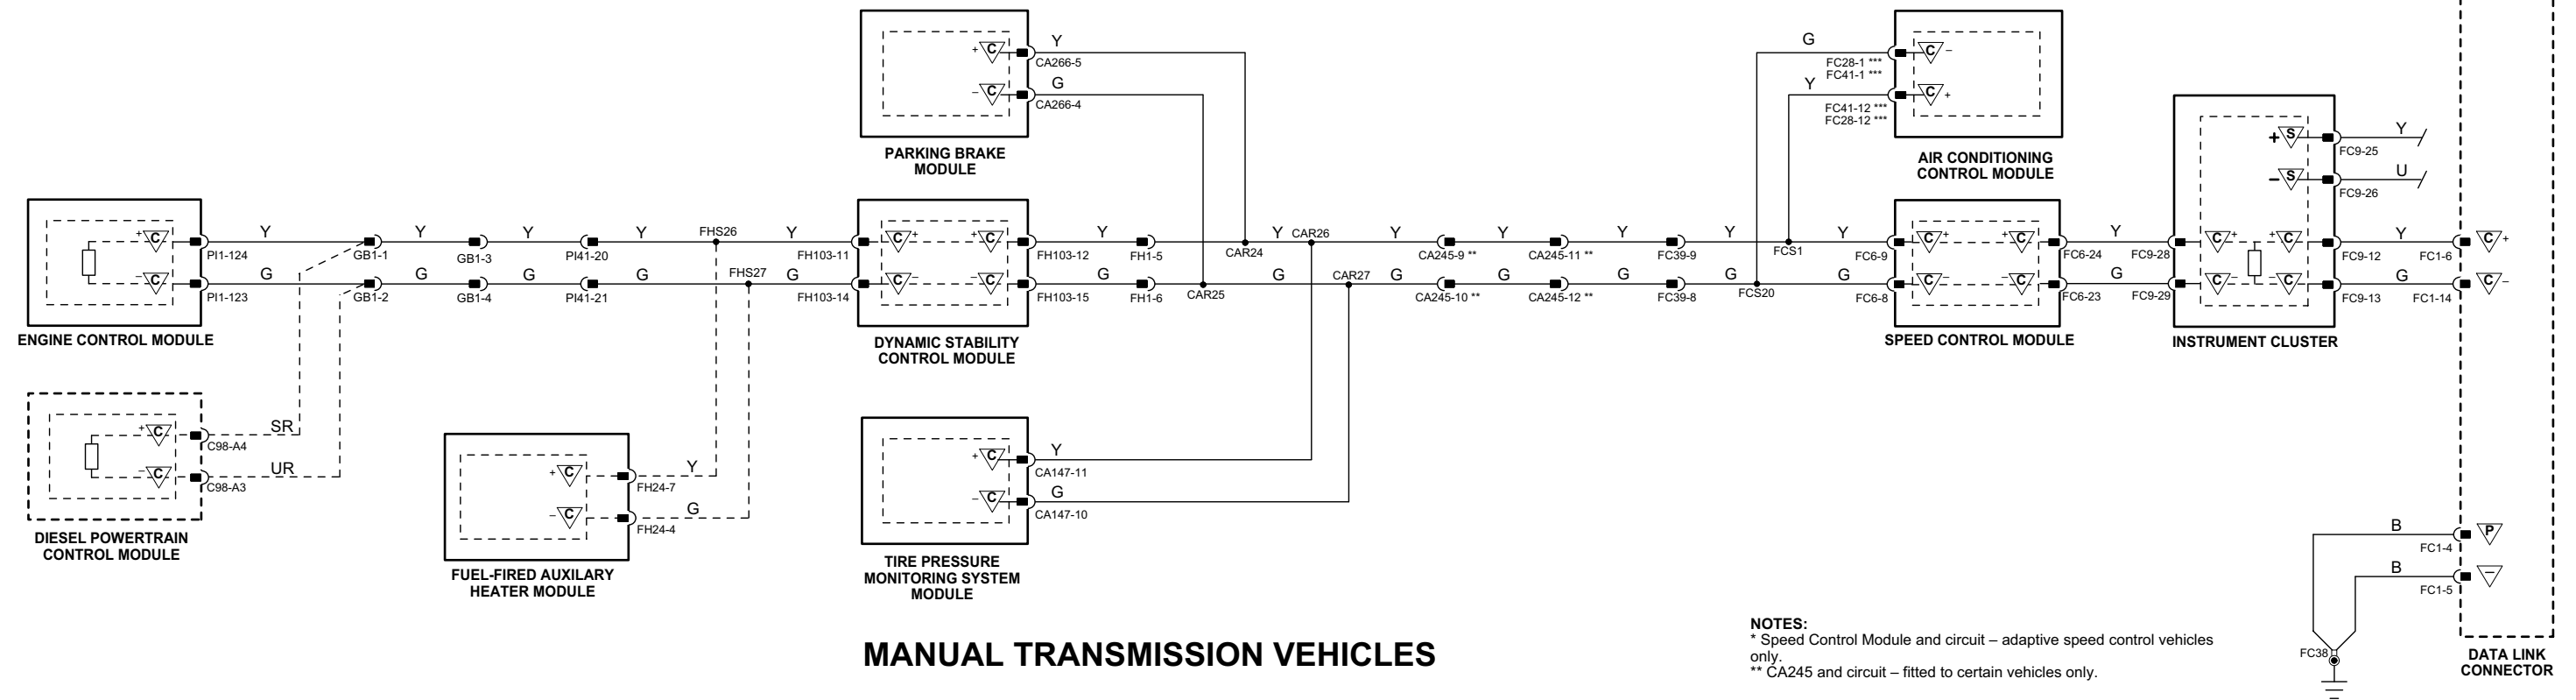 Y
CA266-5
G
CA266-4
+ C
– C
PARKING BRAKE
MODULE
G
FC28-1 ***
FC41-1 ***
Y
FC41-12 ***
FC28-12 ***
C –
C +
AIR CONDITIONING
CONTROL MODULE
+ S
FC9-25
Y
– S
FC9-26
U
+ C
PI1-124
Y
GB1-1
Y
GB1-3
Y
PI41-20
Y
FHS26
Y
FH103-11
C +
+ C
FH103-12
Y
FH1-5
CAR24
Y
CAR26
Y
CA245-9 **
Y
CA245-11 **
Y
FC39-9
Y
FCS1
Y
FC6-9
C +
+ C
FC6-24
Y
FC9-28
C +
+ C
FC9-12
Y
FC1-6
C +
– C
PI1-123
G
GB1-2
G
GB1-4
G
PI41-21
G
FHS27
G
FH103-14
C –
– C
FH103-15
G
FH1-6
CAR25
G
CAR27
G
CA245-10 **
G
CA245-12 **
G
FC39-8
G
FCS20
G
FC6-8
C –
– C
FC6-23
G
FC9-29
C –
– C
FC9-13
G
FC1-14
C –
ENGINE CONTROL MODULE
DYNAMIC STABILITY
CONTROL MODULE
SPEED CONTROL MODULE
INSTRUMENT CLUSTER
+ C
C98-A4
SR
– C
C98-A3
UR
DIESEL POWERTRAIN
CONTROL MODULE
+ C
FH24-7
Y
– C
FH24-4
G
FUEL-FIRED AUXILARY
HEATER MODULE
+ C
Y
CA147-11
– C
G
CA147-10
TIRE PRESSURE
MONITORING SYSTEM
MODULE
B
FC1-4
P
B
FC1-5
–
FC38
DATA LINK
CONNECTOR
MANUAL TRANSMISSION VEHICLES
NOTES:
* Speed Control Module and circuit – adaptive speed control vehicles
only.
** CA245 and circuit – fitted to certain vehicles only.